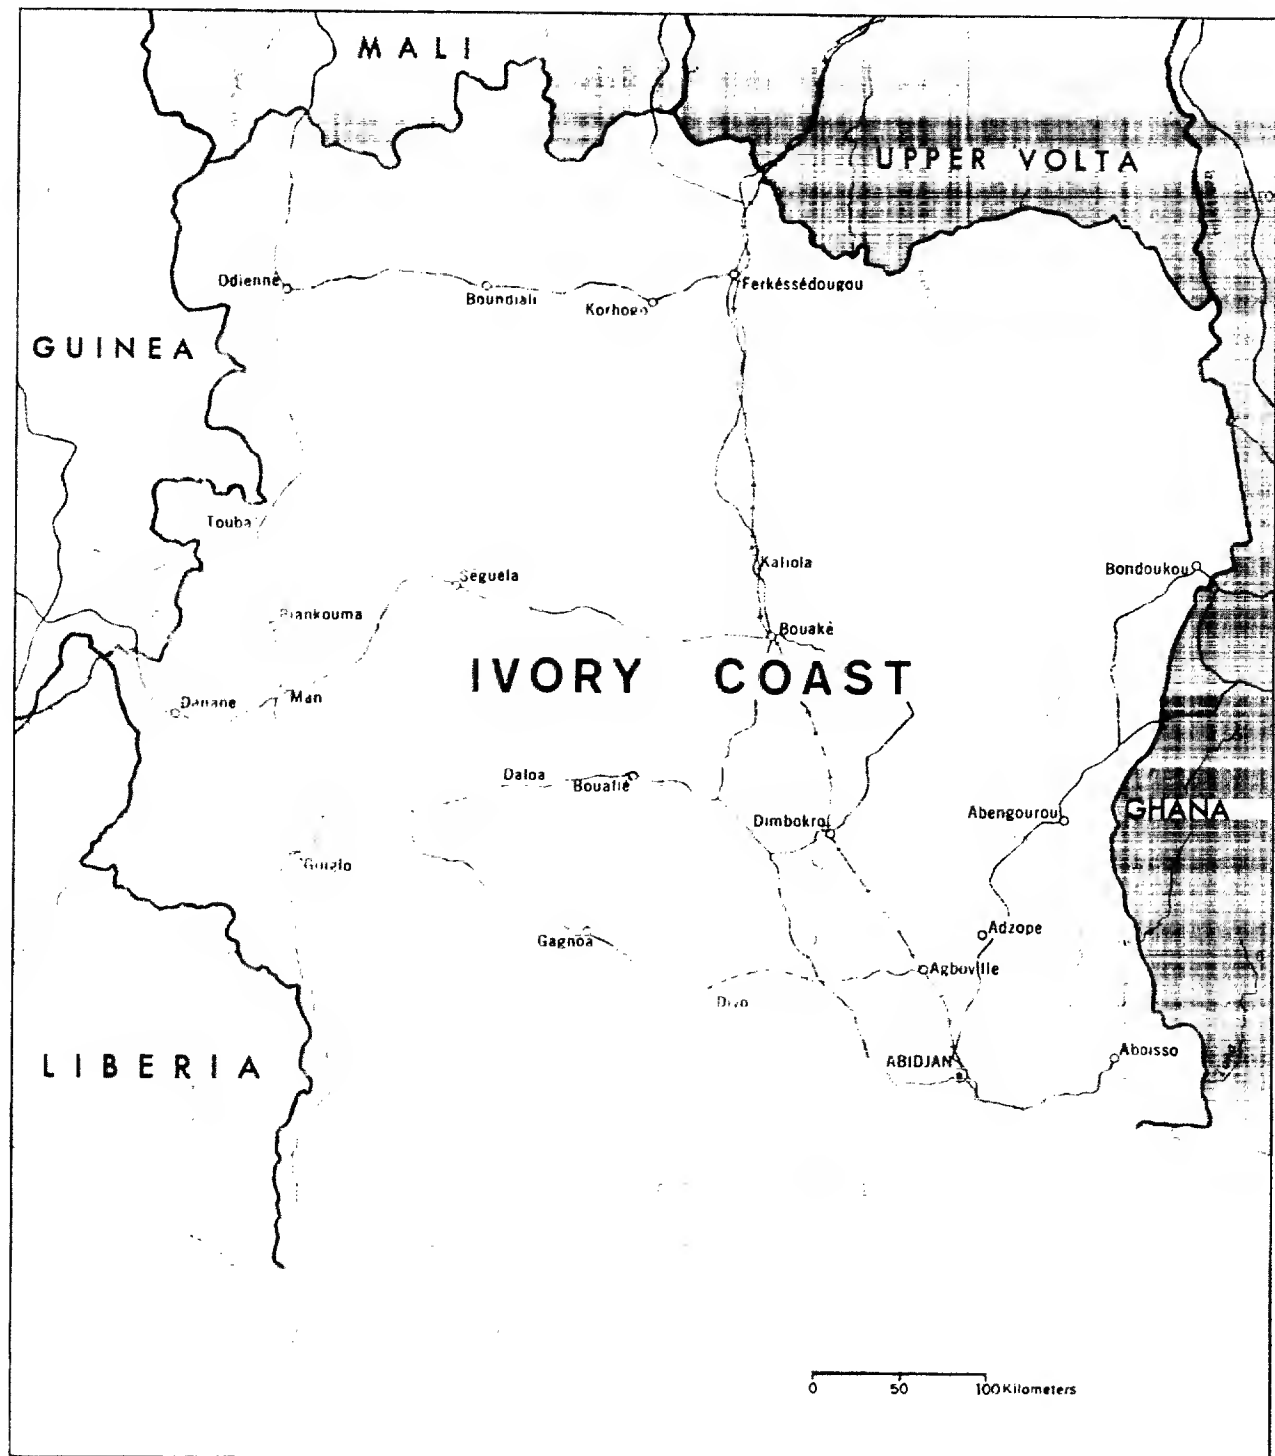 MALI
UPPER VOLTA
Odienné
Boundiali
Korhogo
Ferkéssédougou
GUINEA
Touba
Séguéla
Katiola
Bondoukou
Biankouma
Bouaké
IVORY COAST
Danane
Man
Daloa
Bouaflé
Dimbokro
Abengourou
GHANA
Guiglo
Gagnoa
Adzope
Agboville
Divo
LIBERIA
ABIDJAN
Aboisso
0 50 100 Kilometers